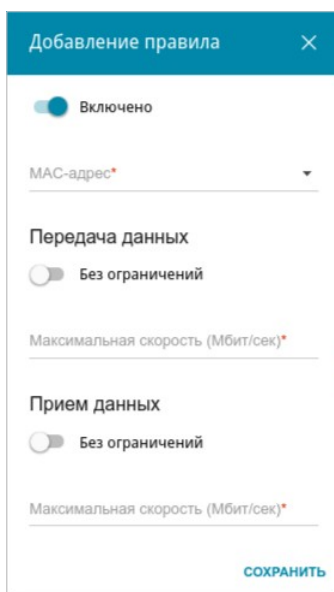 Добавление правила
Включено
MAC-адрес*
Передача данных
Без ограничений
Максимальная скорость (Мбит/сек)*
Прием данных
Без ограничений
Максимальная скорость (Мбит/сек)*
СОХРАНИТЬ